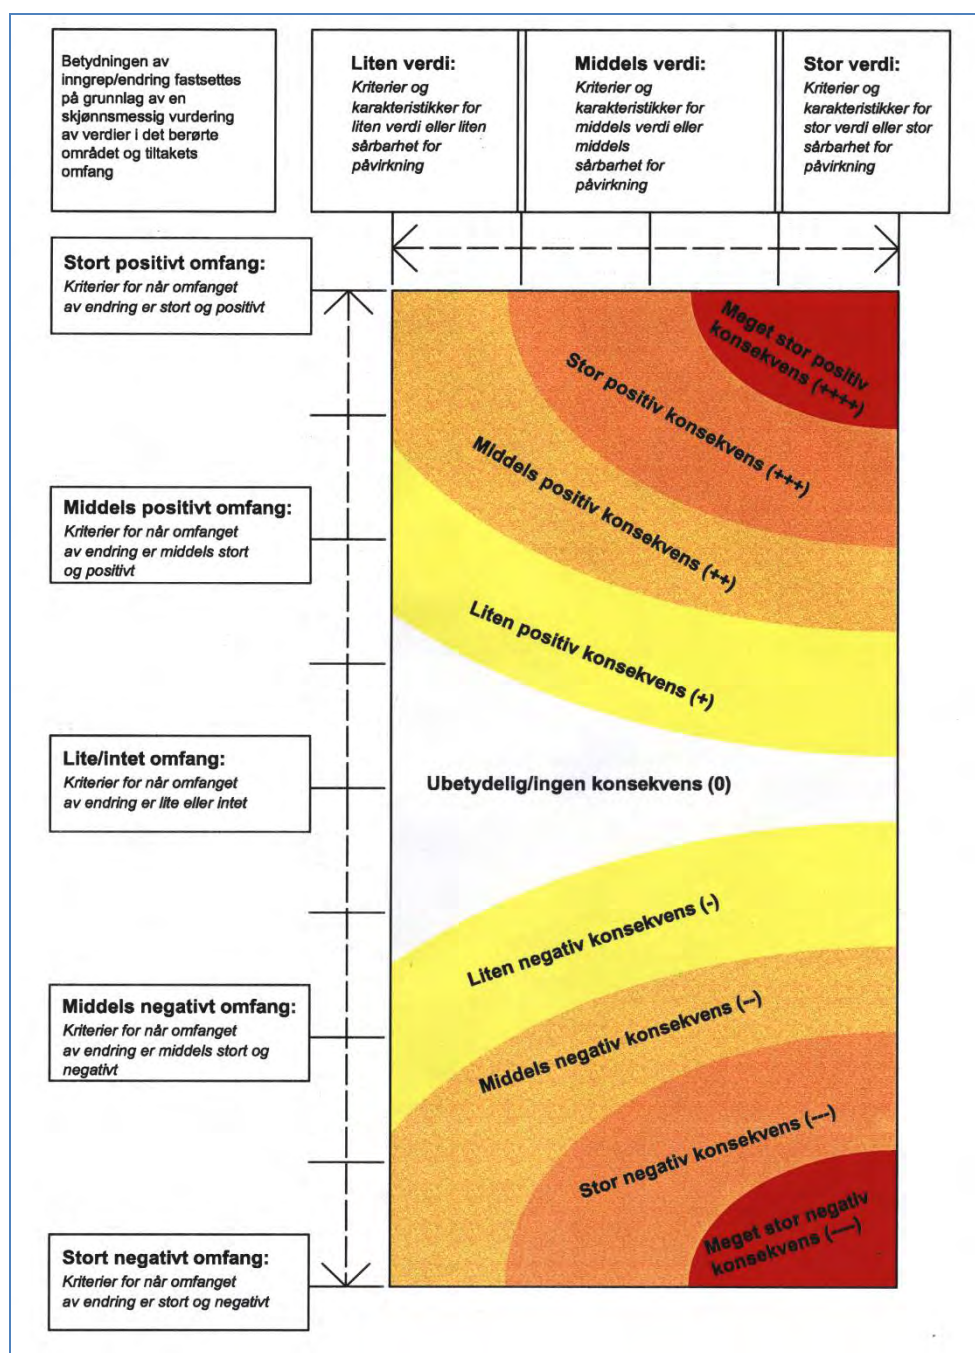 Betydningen av
inngrep/endring fastsettes
på grunnlag av en
skjønnsmessig vurdering
av verdier i det berørte
området og tiltakets
omfang
Liten verdi:
Kriterier og
karakteristikker for
liten verdi eller liten
sårbarhet for
påvirkning
Middels verdi:
Kriterier og
karakteristikker for
middels verdi eller
middels
sårbarhet for
påvirkning
Stor verdi:
Kriterier og
karakteristikker for
stor verdi eller stor
sårbarhet for
påvirkning
Stort positivt omfang:
Kriterier for når omfanget
av endring er stort og positivt
Meget stor positiv
konsekvens (++++)
Stor positiv konsekvens (+++)
Middels positivt omfang:
Kriterier for når omfanget
av endring er middels stort
og positivt
Middels positiv konsekvens (++)
Liten positiv konsekvens (+)
Lite/intet omfang:
Kriterier for når omfanget
av endring er lite eller intet
Ubetydelig/ingen konsekvens (0)
Liten negativ konsekvens (-)
Middels negativt omfang:
Kriterier for når omfanget
av endring er middels stort og
negativt
Middels negativ konsekvens (--)
Stor negativ konsekvens (---)
Meget stor negativ
konsekvens (----)
Stort negativt omfang:
Kriterier for når omfanget
av endring er stort og negativt